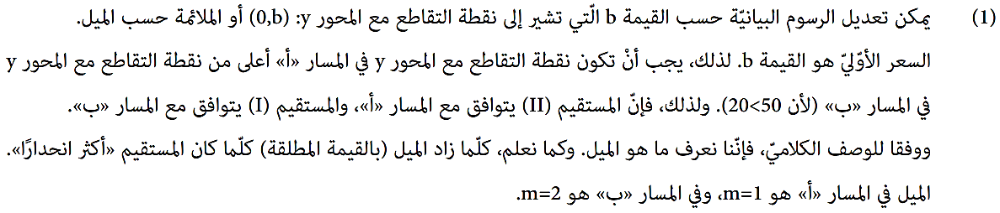 (1) يمكن تعديل الرسوم البيانيّة حسب القيمة b الّتي تشير إلى نقطة التقاطع مع المحور y: (0,b) أو الملائمة حسب الميل.
السعر الأوّليّ هو القيمة b. لذلك، يجب أنْ تكون نقطة التقاطع مع المحور y في المسار «أ» أعلى من نقطة التقاطع مع المحور y
في المسار «ب» (لأن 50>20). ولذلك، فإنّ المستقيم (II) يتوافق مع المسار «أ»، والمستقيم (I) يتوافق مع المسار «ب».
ووفقا للوصف الكلاميّ، فإنّنا نعرف ما هو الميل. وكما نعلم، كلّما زاد الميل (بالقيمة المطلقة) كلّما كان المستقيم «أكثر انحدارًا».
الميل في المسار «أ» هو m=1، وفي المسار «ب» هو m=2.